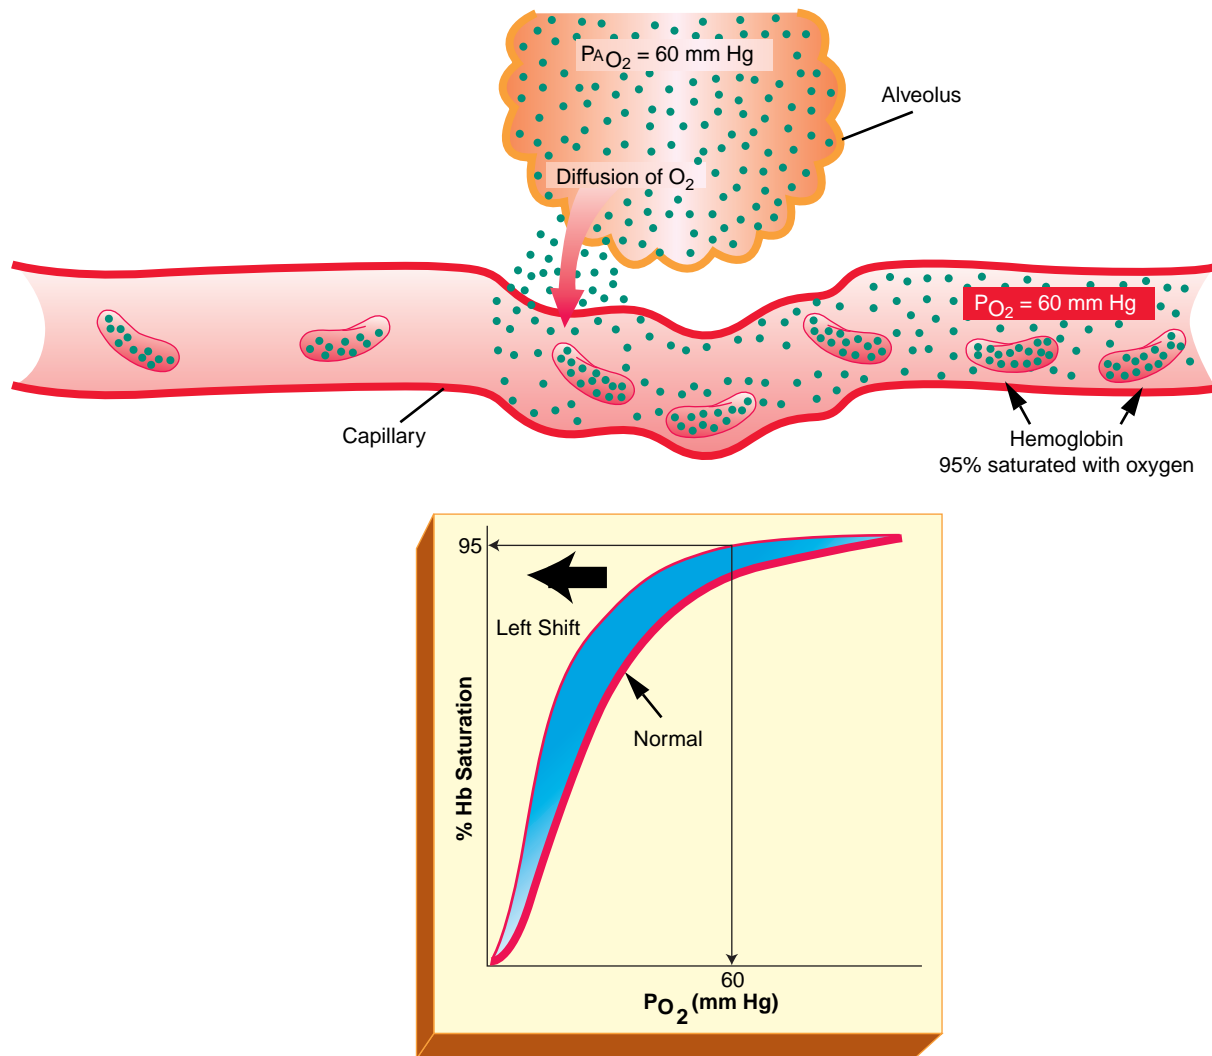 PAO2 = 60 mm Hg
Alveolus
Diffusion of O2
PO2 = 60 mm Hg
Capillary
Hemoglobin
95% saturated with oxygen
95
Left Shift
Normal
% Hb Saturation
60
PO2 (mm Hg)